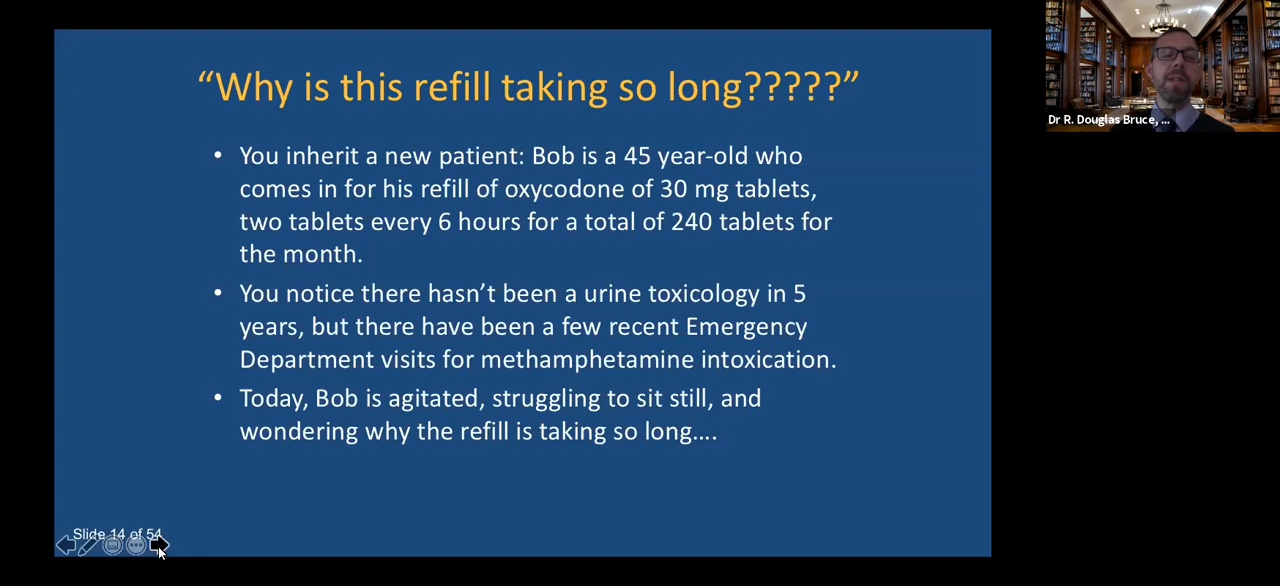 “Why is this refill taking so long?????”
• You inherit a new patient: Bob is a 45 year-old who
comes in for his refill of oxycodone of 30 mg tablets,
two tablets every 6 hours for a total of 240 tablets for
the month.
• You notice there hasn’t been a urine toxicology in 5
years, but there have been a few recent Emergency
Department visits for methamphetamine intoxication.
• Today, Bob is agitated, struggling to sit still, and
wondering why the refill is taking so long....
Slide 14 of 54
Dr R. Douglas Bruce, ...